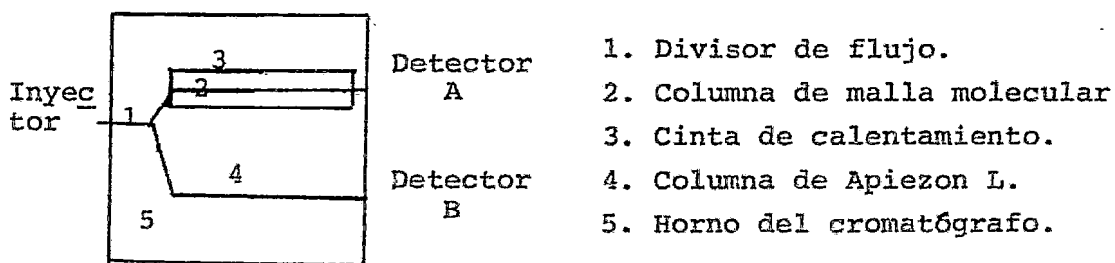 Inyec
tor
1
2
3
4
5
Detector
A
Detector
B
1. Divisor de flujo.
2. Columna de malla molecular
3. Cinta de calentamiento.
4. Columna de Apiezon L.
5. Horno del cromatógrafo.